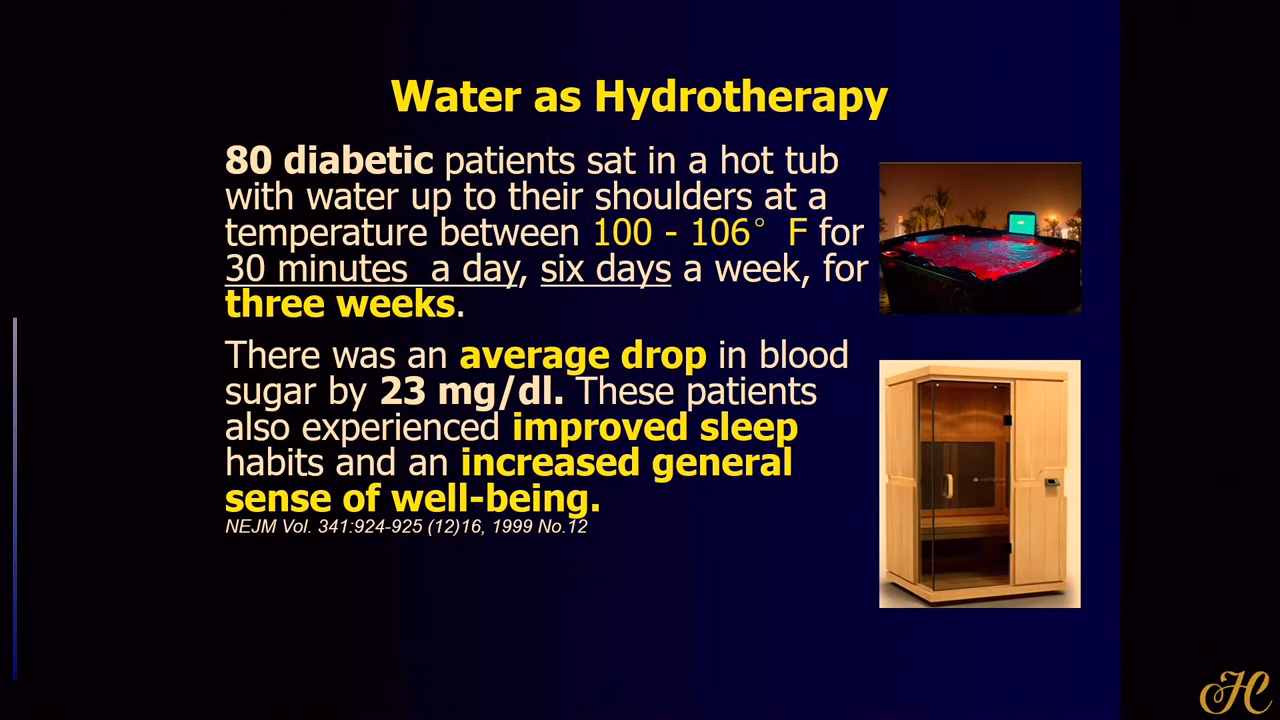 Water as Hydrotherapy
80 diabetic patients sat in a hot tub
with water up to their shoulders at a
temperature between 100 - 106° F for
30 minutes  a day, six days a week, for
three weeks.
There was an average drop in blood
sugar by 23 mg/dl. These patients
also experienced improved sleep
habits and an increased general
sense of well-being.
NEJM Vol. 341:924-925 (12)16, 1999 No.12